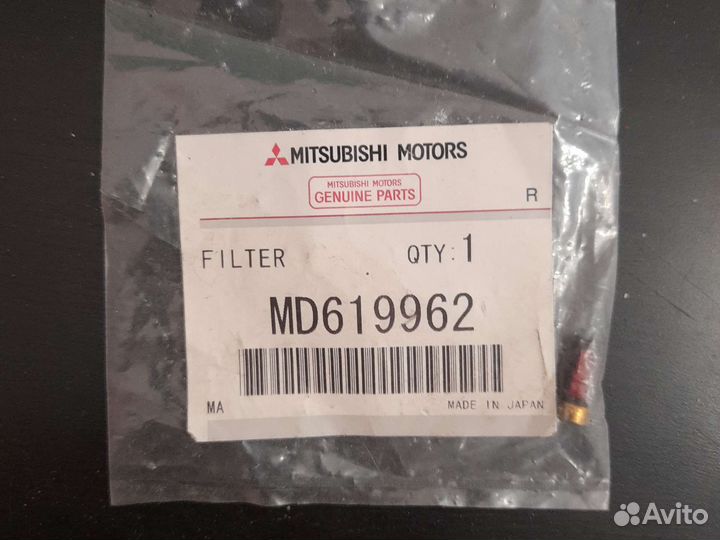 MITSUBISHI MOTORS
MITSUBISHI MOTORS
GENUINE PARTS
R
FILTER QTY: 1
MD619962
MA MADE IN JAPAN
Avito